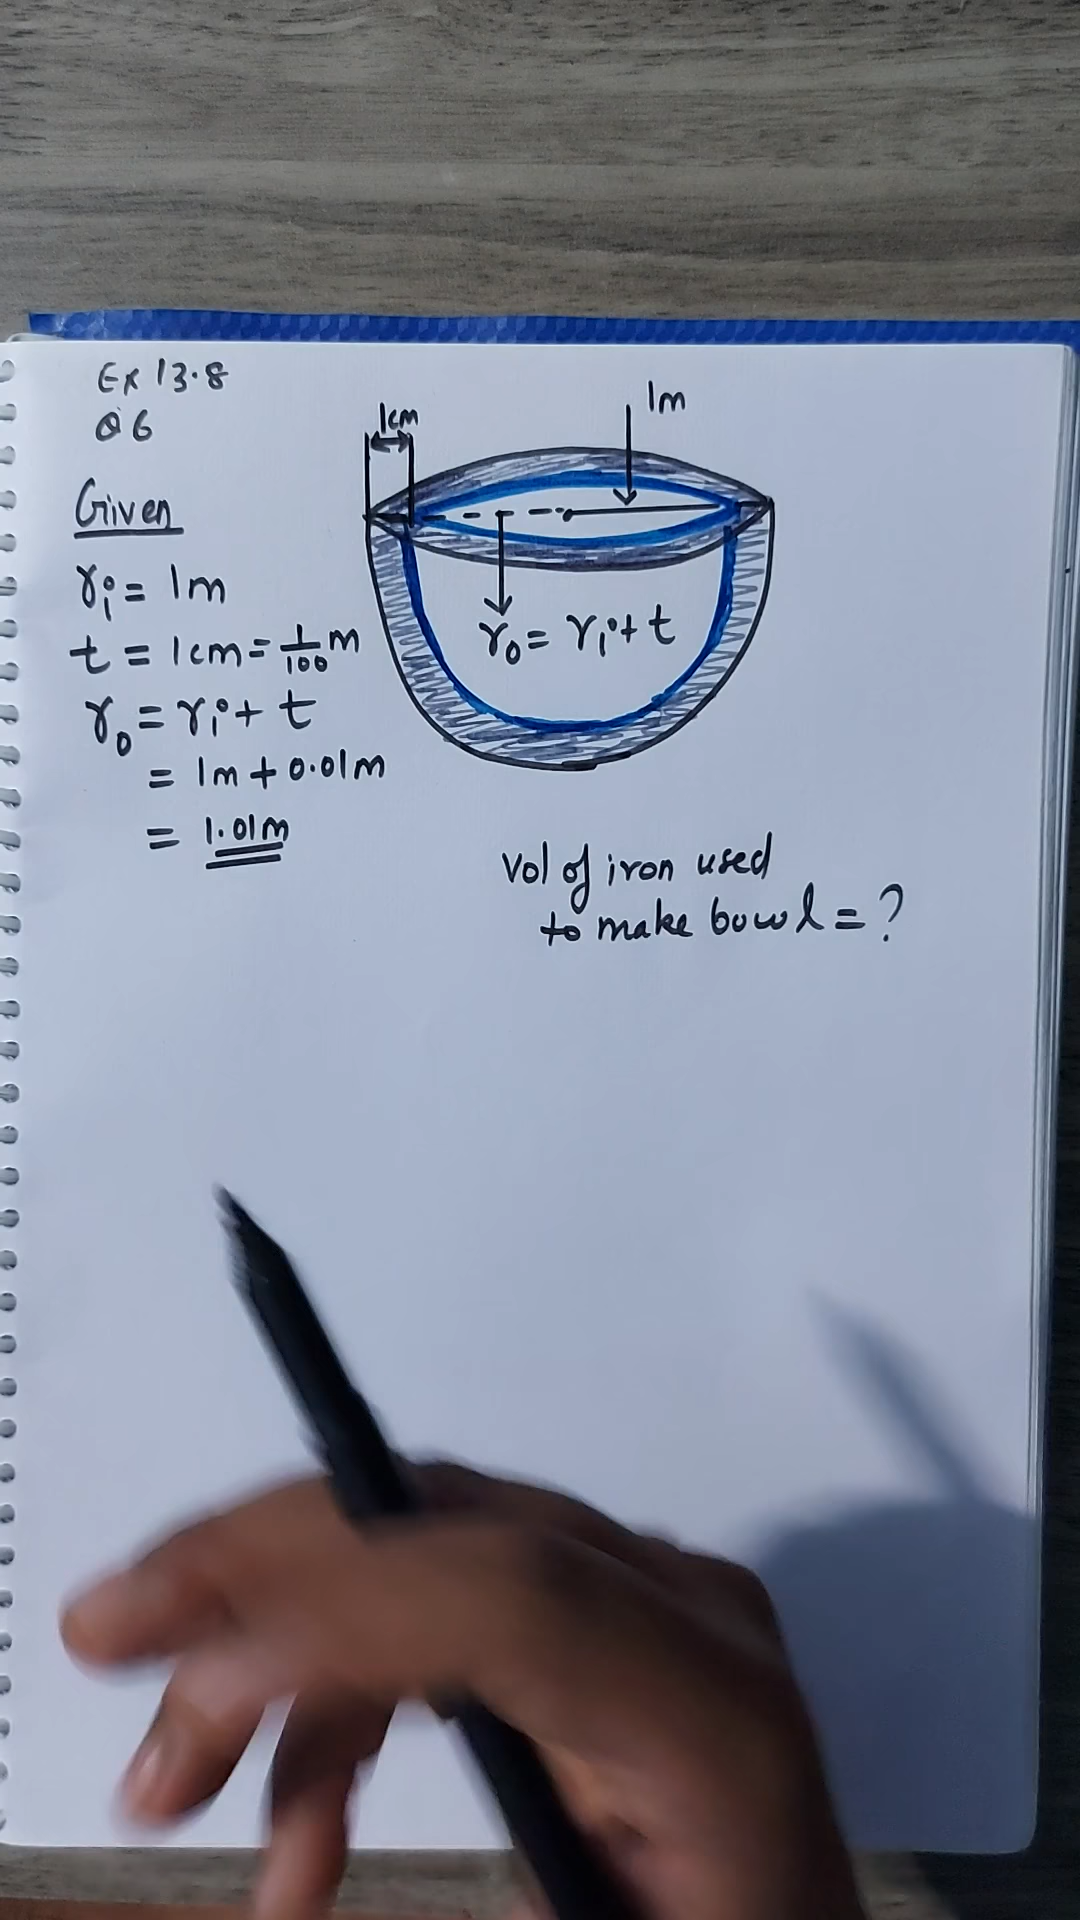 Ex 13.8
Q6
1cm
1m
Given
ri = 1m
t = 1cm = 1/100 m
ro = ri + t
= 1m + 0.01m
= 1.01m
ro = ri + t
Vol of iron used
to make bowl = ?